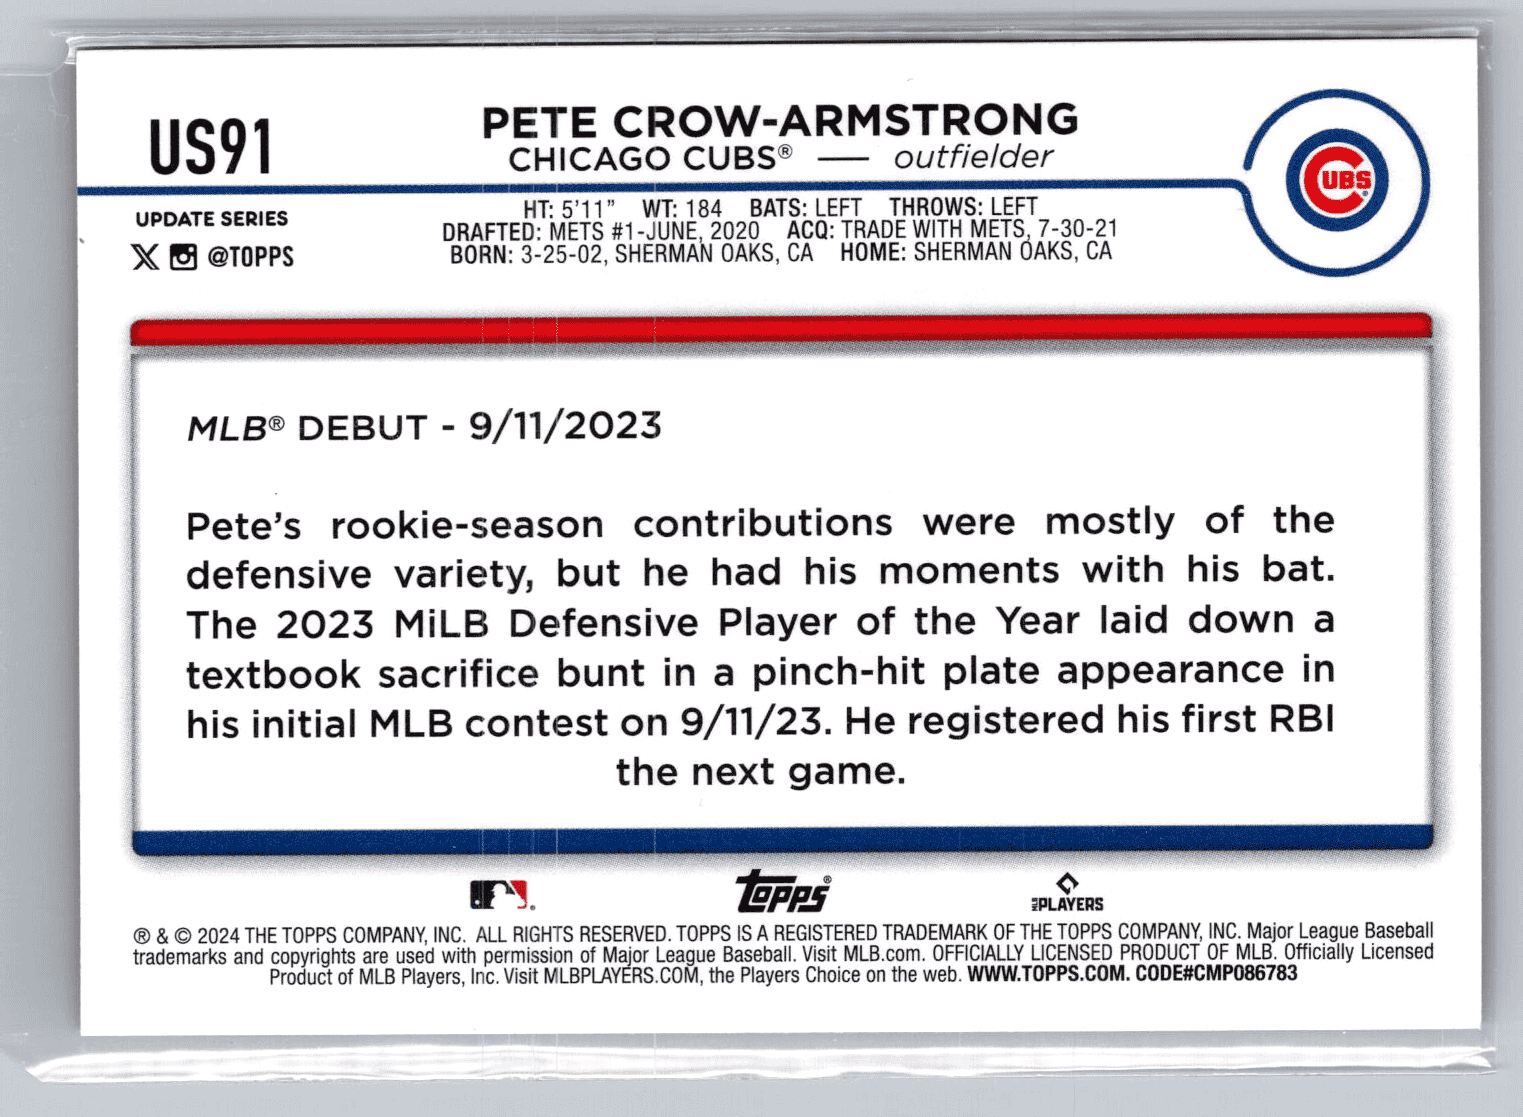 US91
PETE CROW-ARMSTRONG
CHICAGO CUBS® — outfielder
CUBS®
UPDATE SERIES
@TOPPS
HT: 5'11" WT: 184 BATS: LEFT THROWS: LEFT
DRAFTED: METS #1-JUNE, 2020 ACQ: TRADE WITH METS, 7-30-21
BORN: 3-25-02, SHERMAN OAKS, CA HOME: SHERMAN OAKS, CA
MLB® DEBUT - 9/11/2023
Pete's rookie-season contributions were mostly of the
defensive variety, but he had his moments with his bat.
The 2023 MiLB Defensive Player of the Year laid down a
textbook sacrifice bunt in a pinch-hit plate appearance in
his initial MLB contest on 9/11/23. He registered his first RBI
the next game.
topps®
MLB PLAYERS
® & © 2024 THE TOPPS COMPANY, INC. ALL RIGHTS RESERVED. TOPPS IS A REGISTERED TRADEMARK OF THE TOPPS COMPANY, INC. Major League Baseball
trademarks and copyrights are used with permission of Major League Baseball. Visit MLB.com. OFFICIALLY LICENSED PRODUCT OF MLB. Officially Licensed
Product of MLB Players, Inc. Visit MLBPLAYERS.COM, the Players Choice on the web. WWW.TOPPS.COM. CODE#CMP086783